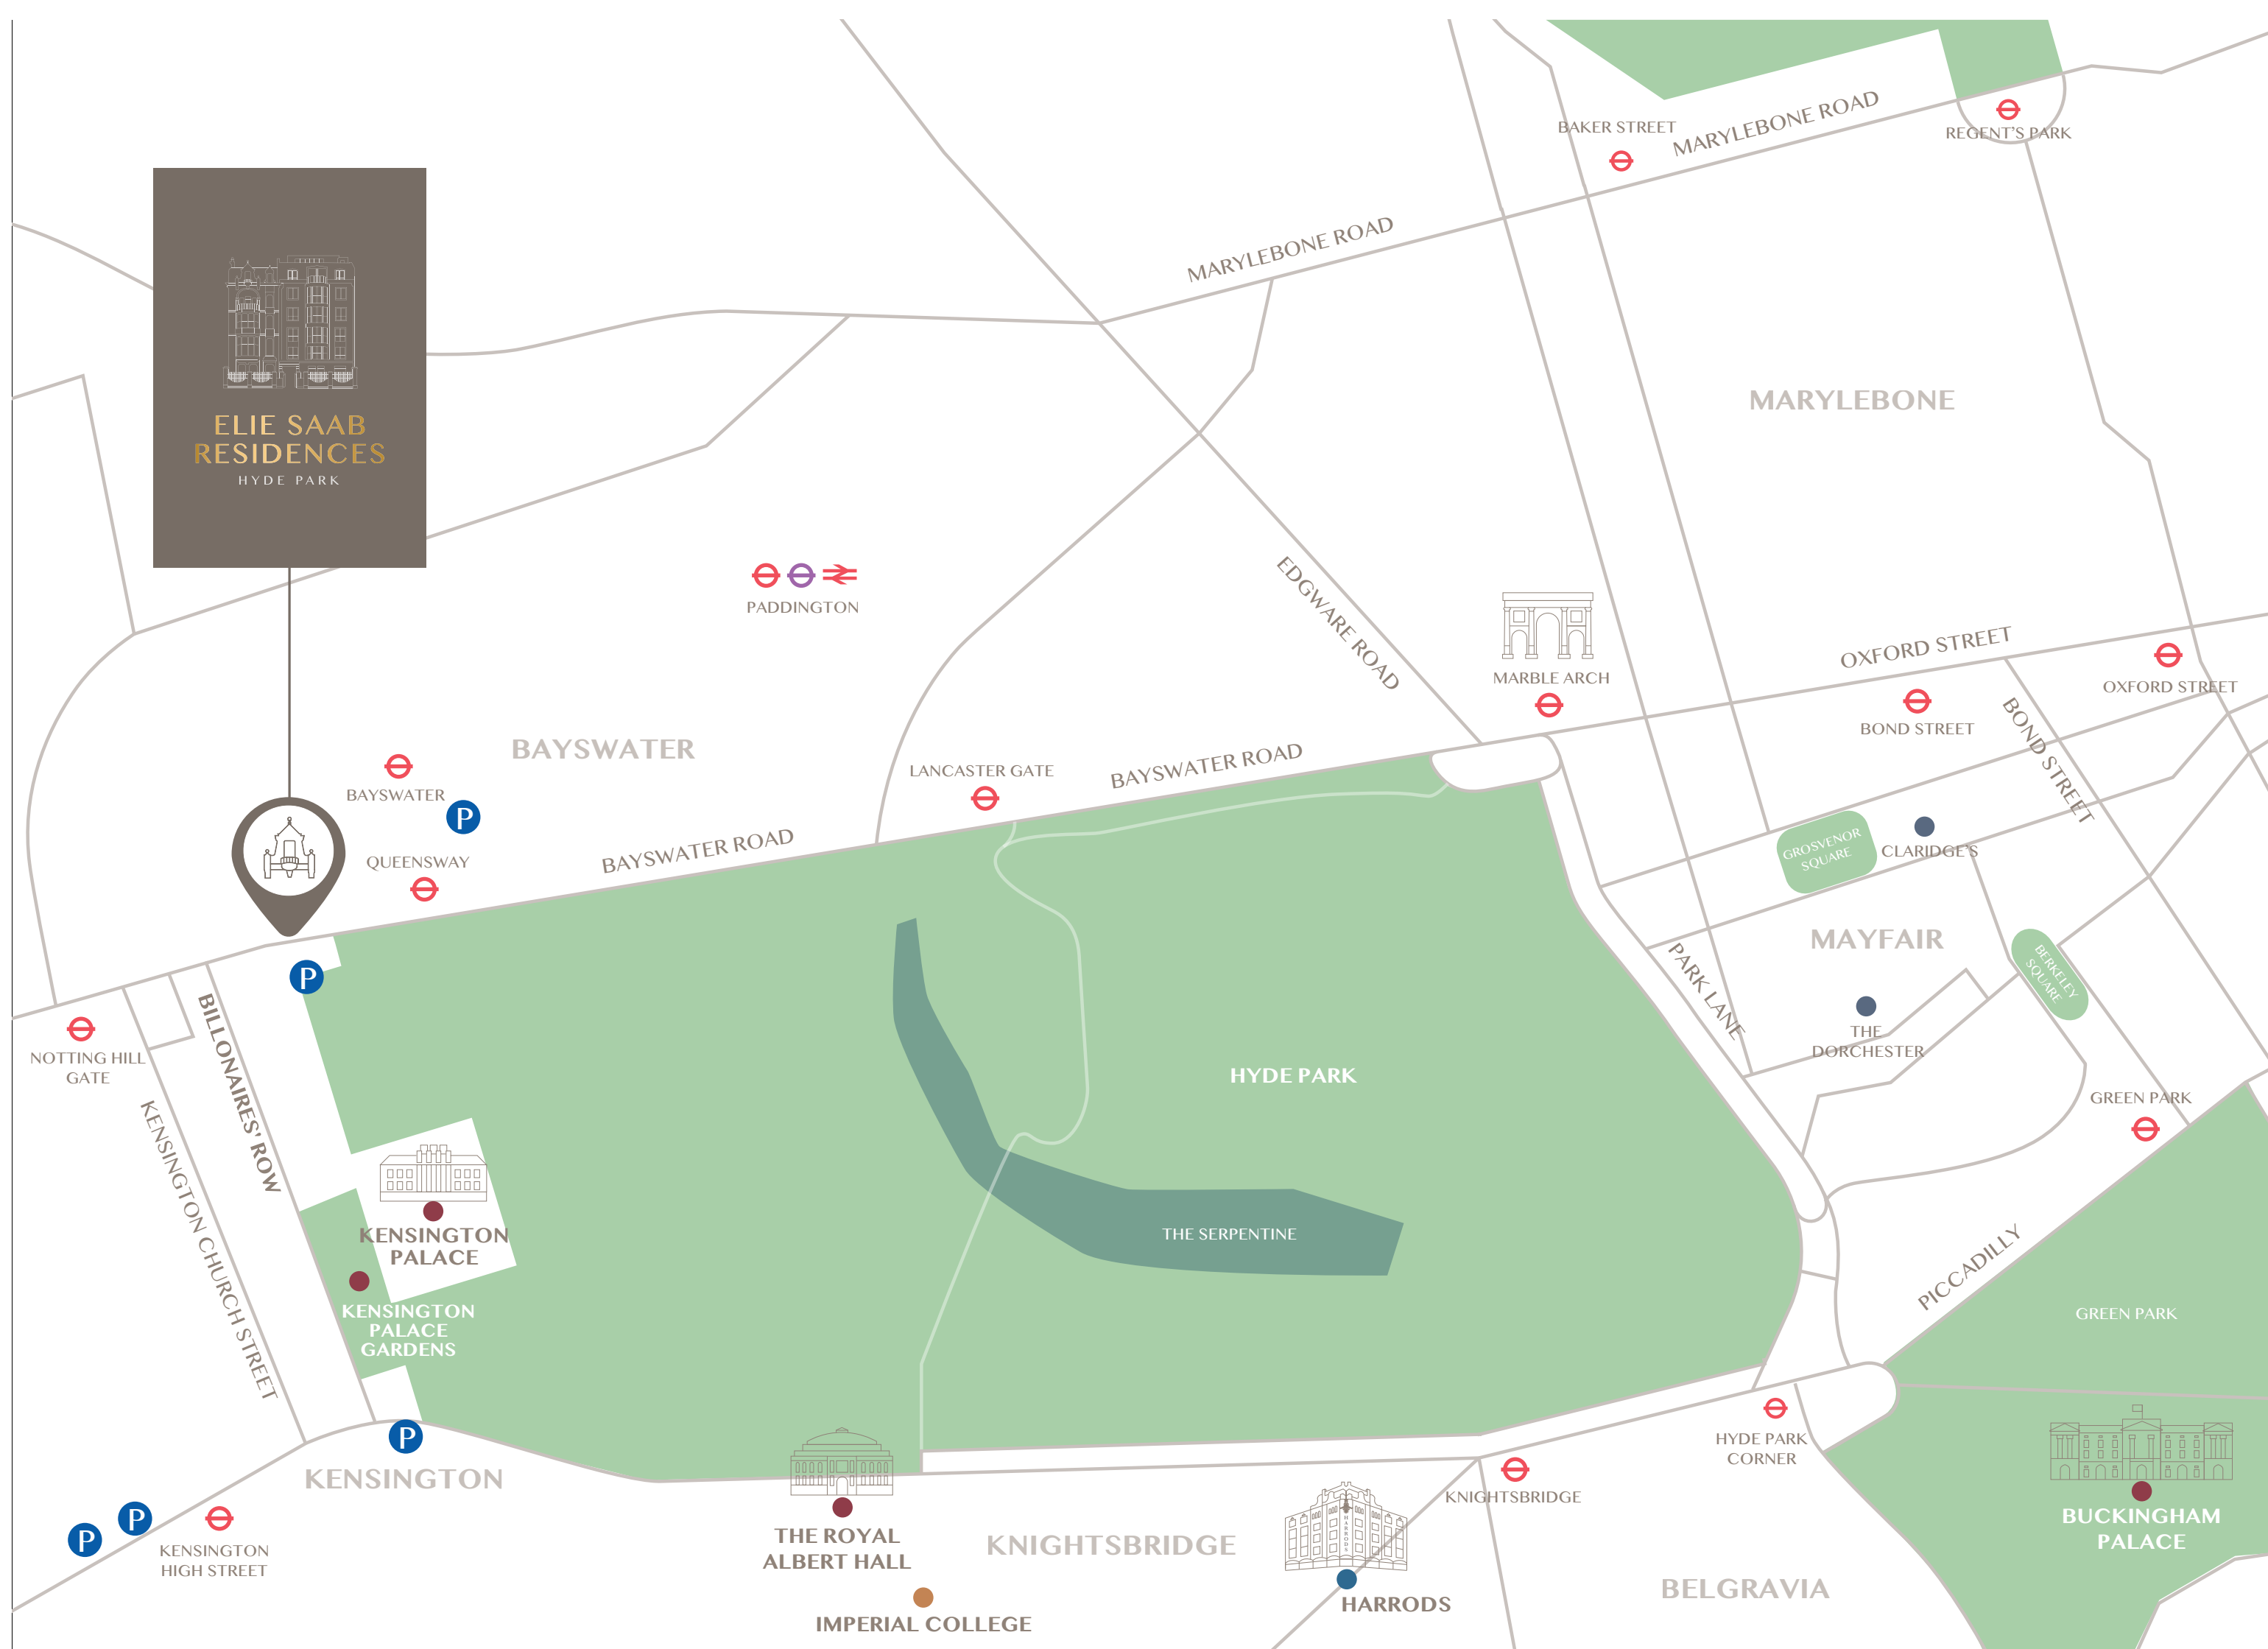 BAKER STREET
MARYLEBONE ROAD
REGENT'S PARK
MARYLEBONE ROAD
ELIE SAAB
RESIDENCES
HYDE PARK
MARYLEBONE
PADDINGTON
EDGWARE ROAD
MARBLE ARCH
OXFORD STREET
OXFORD STREET
BOND STREET
BOND STREET
BAYSWATER
BAYSWATER
P
LANCASTER GATE
BAYSWATER ROAD
BAYSWATER ROAD
QUEENSWAY
GROSVENOR
SQUARE
CLARIDGE'S
MAYFAIR
BERKELEY
SQUARE
PARK LANE
THE
DORCHESTER
P
BILLONAIRES' ROW
NOTTING HILL
GATE
KENSINGTON CHURCH STREET
HYDE PARK
GREEN PARK
KENSINGTON
PALACE
THE SERPENTINE
PICCADILLY
KENSINGTON
PALACE
GARDENS
GREEN PARK
P
KENSINGTON
HYDE PARK
CORNER
P
P
KENSINGTON
HIGH STREET
THE ROYAL
ALBERT HALL
KNIGHTSBRIDGE
KNIGHTSBRIDGE
HARRODS
HARRODS
IMPERIAL COLLEGE
BELGRAVIA
BUCKINGHAM
PALACE